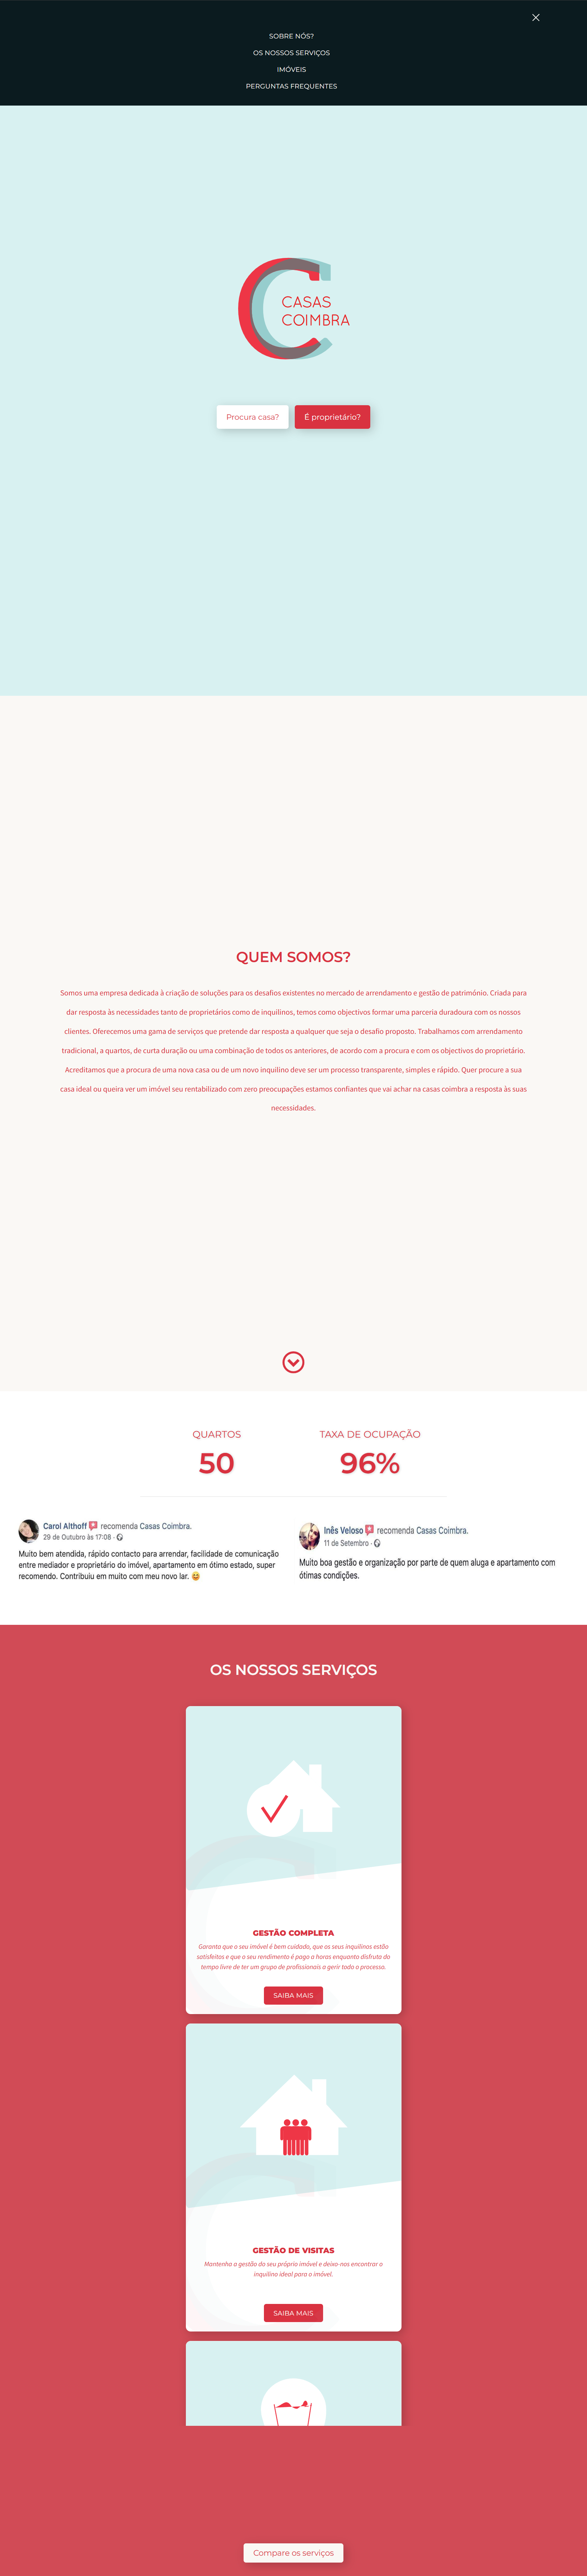 SOBRE NÓS?
OS NOSSOS SERVIÇOS
IMÓVEIS
PERGUNTAS FREQUENTES
C
CASAS
COIMBRA
Procura casa?
É proprietário?
QUEM SOMOS?
Somos uma empresa dedicada à criação de soluções para os desafios existentes no mercado de arrendamento e gestão de património. Criada para
dar resposta às necessidades tanto de proprietários como de inquilinos, temos como objectivos formar uma parceria duradoura com os nossos
clientes. Oferecemos uma gama de serviços que pretende dar resposta a qualquer que seja o desafio proposto. Trabalhamos com arrendamento
tradicional, a quartos, de curta duração ou uma combinação de todos os anteriores, de acordo com a procura e com os objectivos do proprietário.
Acreditamos que a procura de uma nova casa ou de um novo inquilino deve ser um processo transparente, simples e rápido. Quer procure a sua
casa ideal ou queira ver um imóvel seu rentabilizado com zero preocupações estamos confiantes que vai achar na casas coimbra a resposta às suas
necessidades.
QUARTOS
50
TAXA DE OCUPAÇÃO
96%
Carol Althoff recomenda Casas Coimbra.
29 de Outubro às 17:08 ·
Muito bem atendida, rápido contacto para arrendar, facilidade de comunicação
entre mediador e proprietário do imóvel, apartamento em ótimo estado, super
recomendo. Contribuiu em muito com meu novo lar. 😄
Inês Veloso recomenda Casas Coimbra.
11 de Setembro ·
Muito boa gestão e organização por parte de quem aluga e apartamento com
ótimas condições.
OS NOSSOS SERVIÇOS
GESTÃO COMPLETA
Garanta que o seu imóvel é bem cuidado, que os seus inquilinos estão
satisfeitos e que o seu rendimento é pago a horas enquanto disfruta do
tempo livre de ter um grupo de profissionais a gerir todo o processo.
SAIBA MAIS
GESTÃO DE VISITAS
Mantenha a gestão do seu próprio imóvel e deixo-nos encontrar o
inquilino ideal para o imóvel.
SAIBA MAIS
Compare os serviços